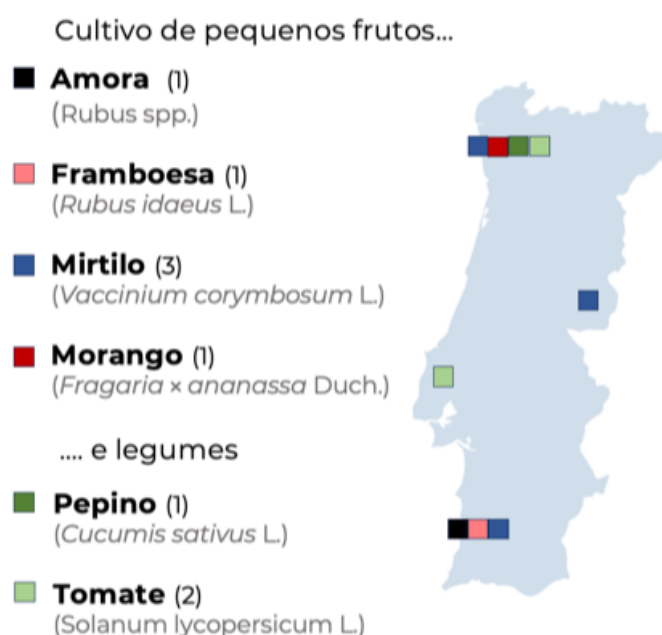 Cultivo de pequenos frutos...
Amora (1)
(Rubus spp.)
Framboesa (1)
(Rubus idaeus L.)
Mirtilo (3)
(Vaccinium corymbosum L.)
Morango (1)
(Fragaria × ananassa Duch.)
.... e legumes
Pepino (1)
(Cucumis sativus L.)
Tomate (2)
(Solanum lycopersicum L.)